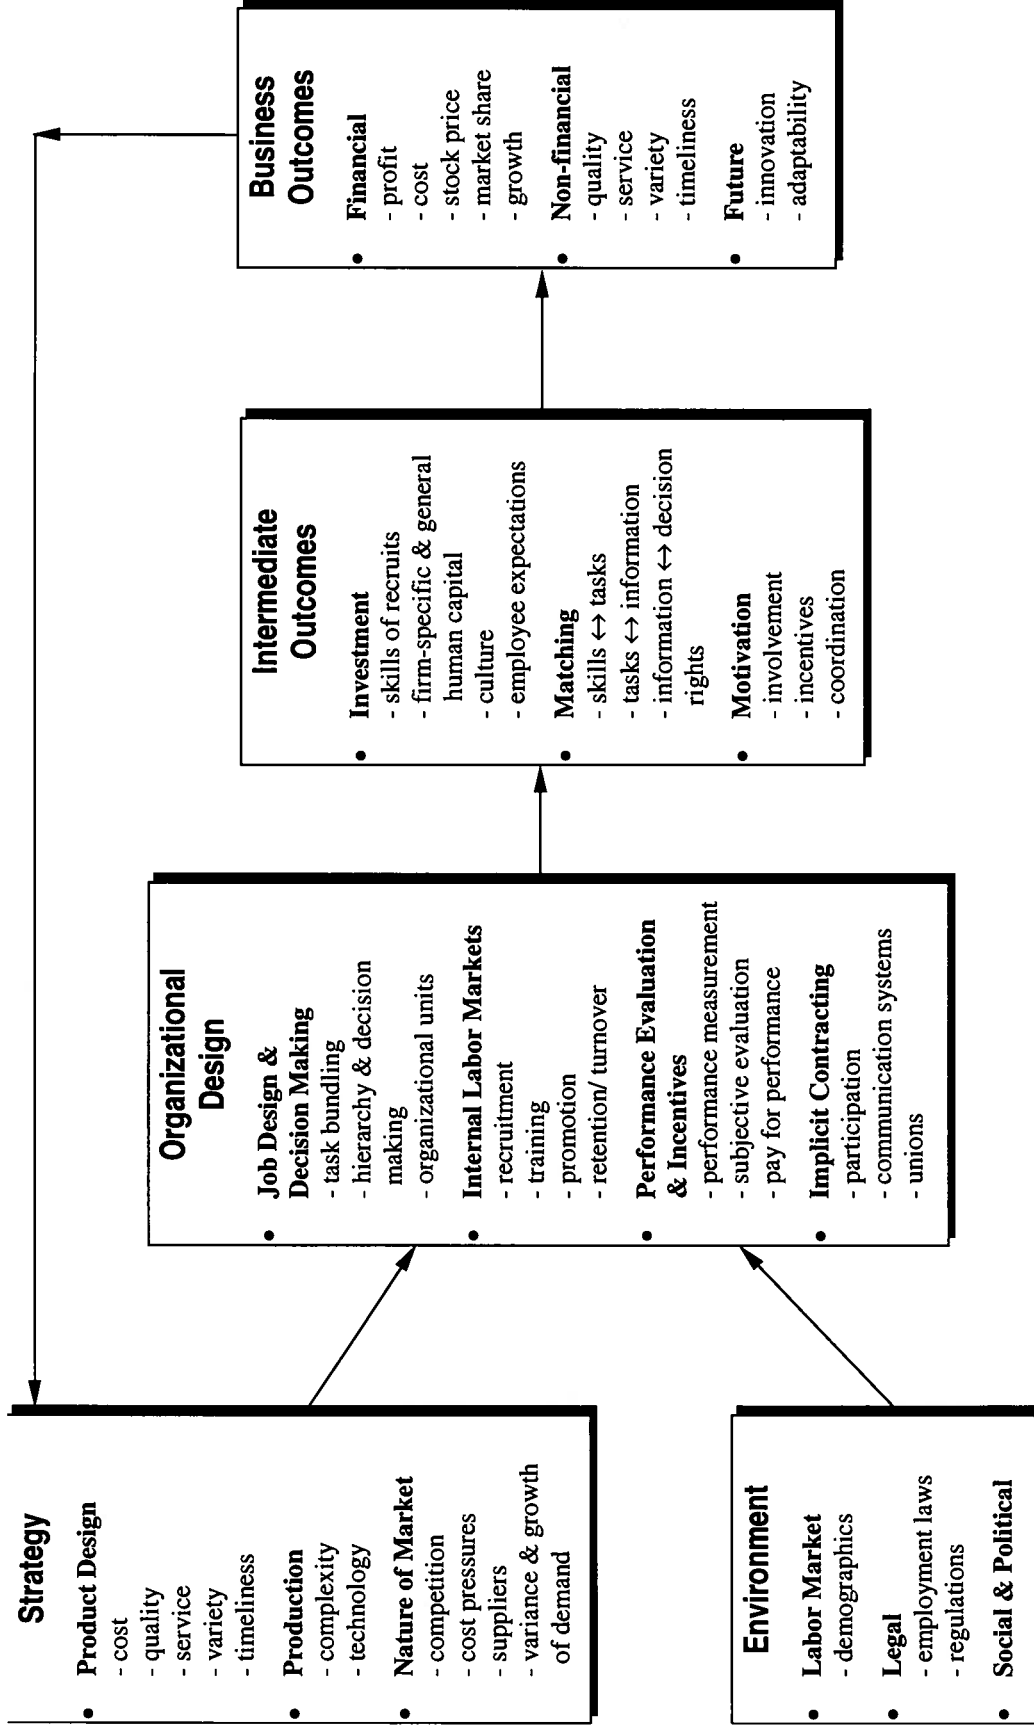 Strategy
• Product Design
- cost
- quality
- service
- variety
- timeliness
• Production
- complexity
- technology
• Nature of Market
- competition
- cost pressures
- suppliers
- variance & growth
of demand
Environment
• Labor Market
- demographics
• Legal
- employment laws
- regulations
• Social & Political
Organizational
Design
• Job Design &
Decision Making
- task bundling
- hierarchy & decision
making
- organizational units
• Internal Labor Markets
- recruitment
- training
- promotion
- retention/ turnover
• Performance Evaluation
& Incentives
- performance measurement
- subjective evaluation
- pay for performance
• Implicit Contracting
- participation
- communication systems
- unions
Intermediate
Outcomes
• Investment
- skills of recruits
- firm-specific & general
human capital
- culture
- employee expectations
• Matching
- skills ↔ tasks
- tasks ↔ information
- information ↔ decision
rights
• Motivation
- involvement
- incentives
- coordination
Business
Outcomes
• Financial
- profit
- cost
- stock price
- market share
- growth
• Non-financial
- quality
- service
- variety
- timeliness
• Future
- innovation
- adaptability